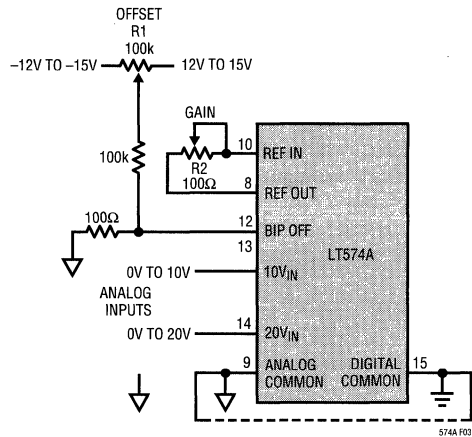 OFFSET
R1
100k
–12V TO –15V
12V TO 15V
GAIN
100k
R2
100Ω
10
REF IN
8
REF OUT
100Ω
12
BIP OFF
13
LT574A
0V TO 10V
10VIN
ANALOG
INPUTS
14
0V TO 20V
20VIN
9
ANALOG
COMMON
DIGITAL
COMMON
15
574A F03